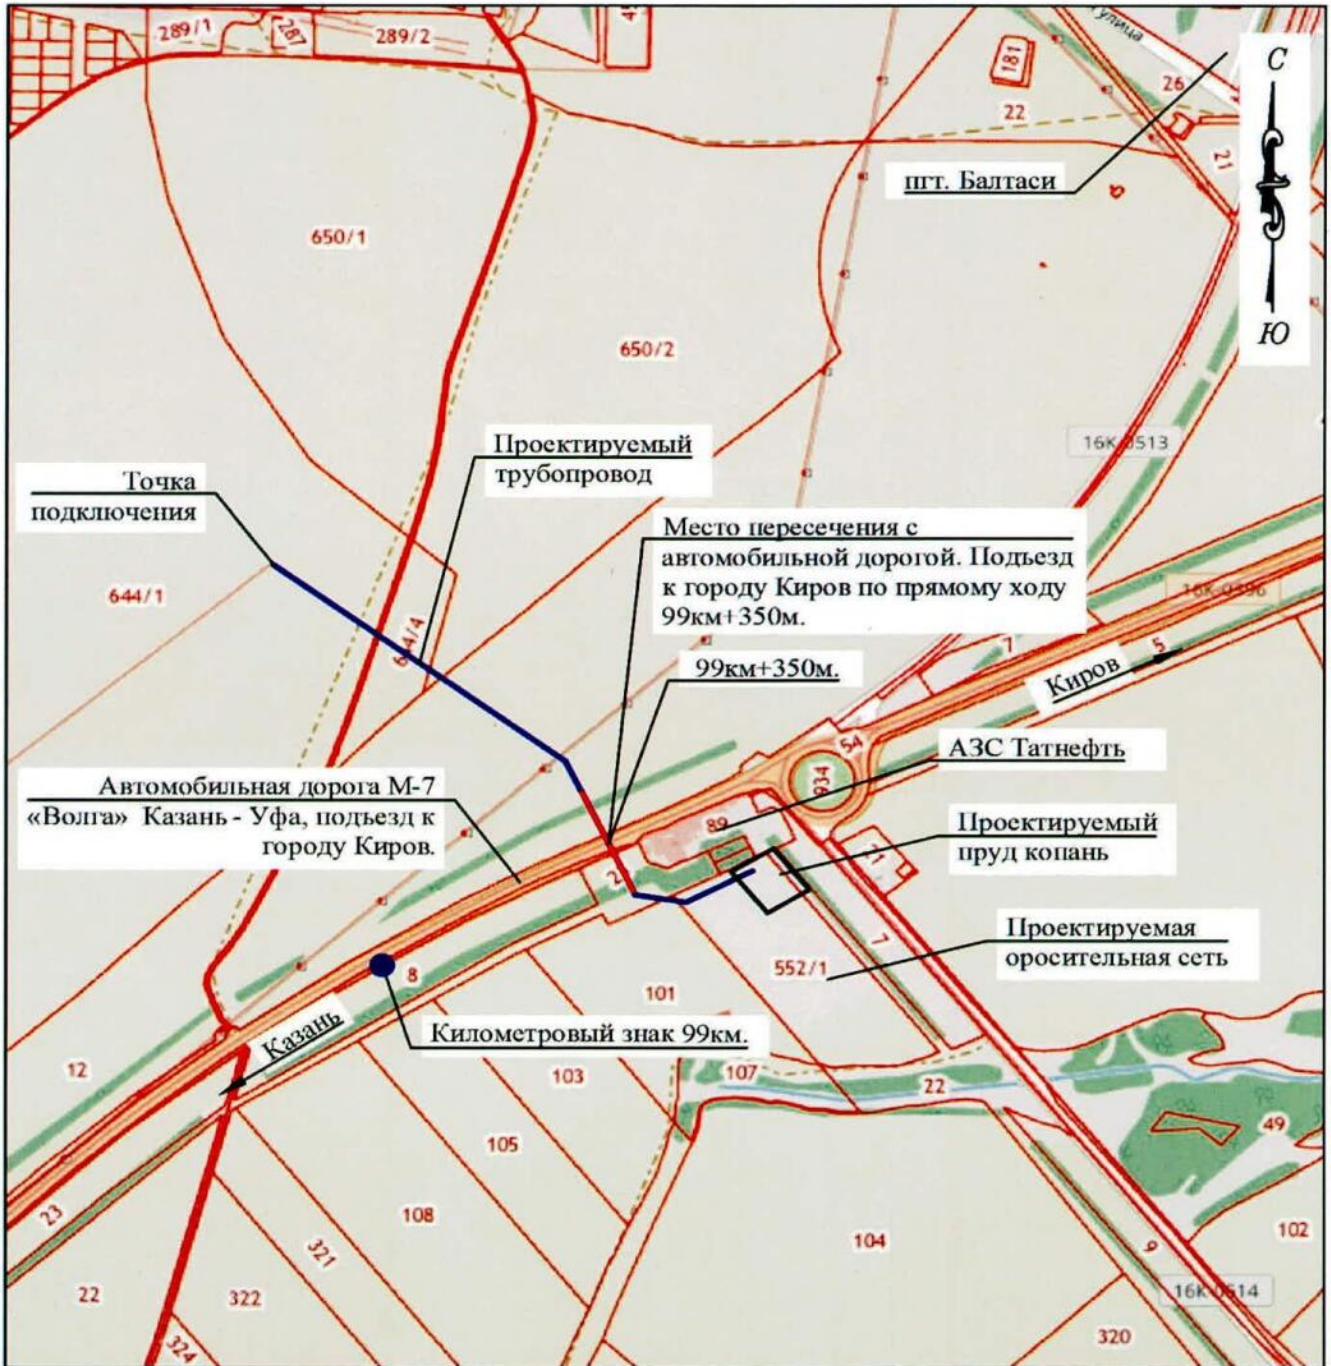 289/1
287
289/2
45
улица
181
26
22
21
С
Ю
пгт. Балтаси
650/1
650/2
16К-0513
Проектируемый
трубопровод
Точка
подключения
Место пересечения с
автомобильной дорогой. Подъезд
к городу Киров по прямому ходу
99км+350м.
644/1
644/4
16К-0396
7
5
Киров
99км+350м.
54
934
АЗС Татнефть
Автомобильная дорога М-7
«Волга» Казань - Уфа, подъезд к
городу Киров.
89
Проектируемый
пруд копань
21
2
7
Проектируемая
оросительная сеть
552/1
8
101
Километровый знак 99км.
Казань
12
103
107
22
105
49
23
108
321
104
9
102
22
322
16К-0514
324
320